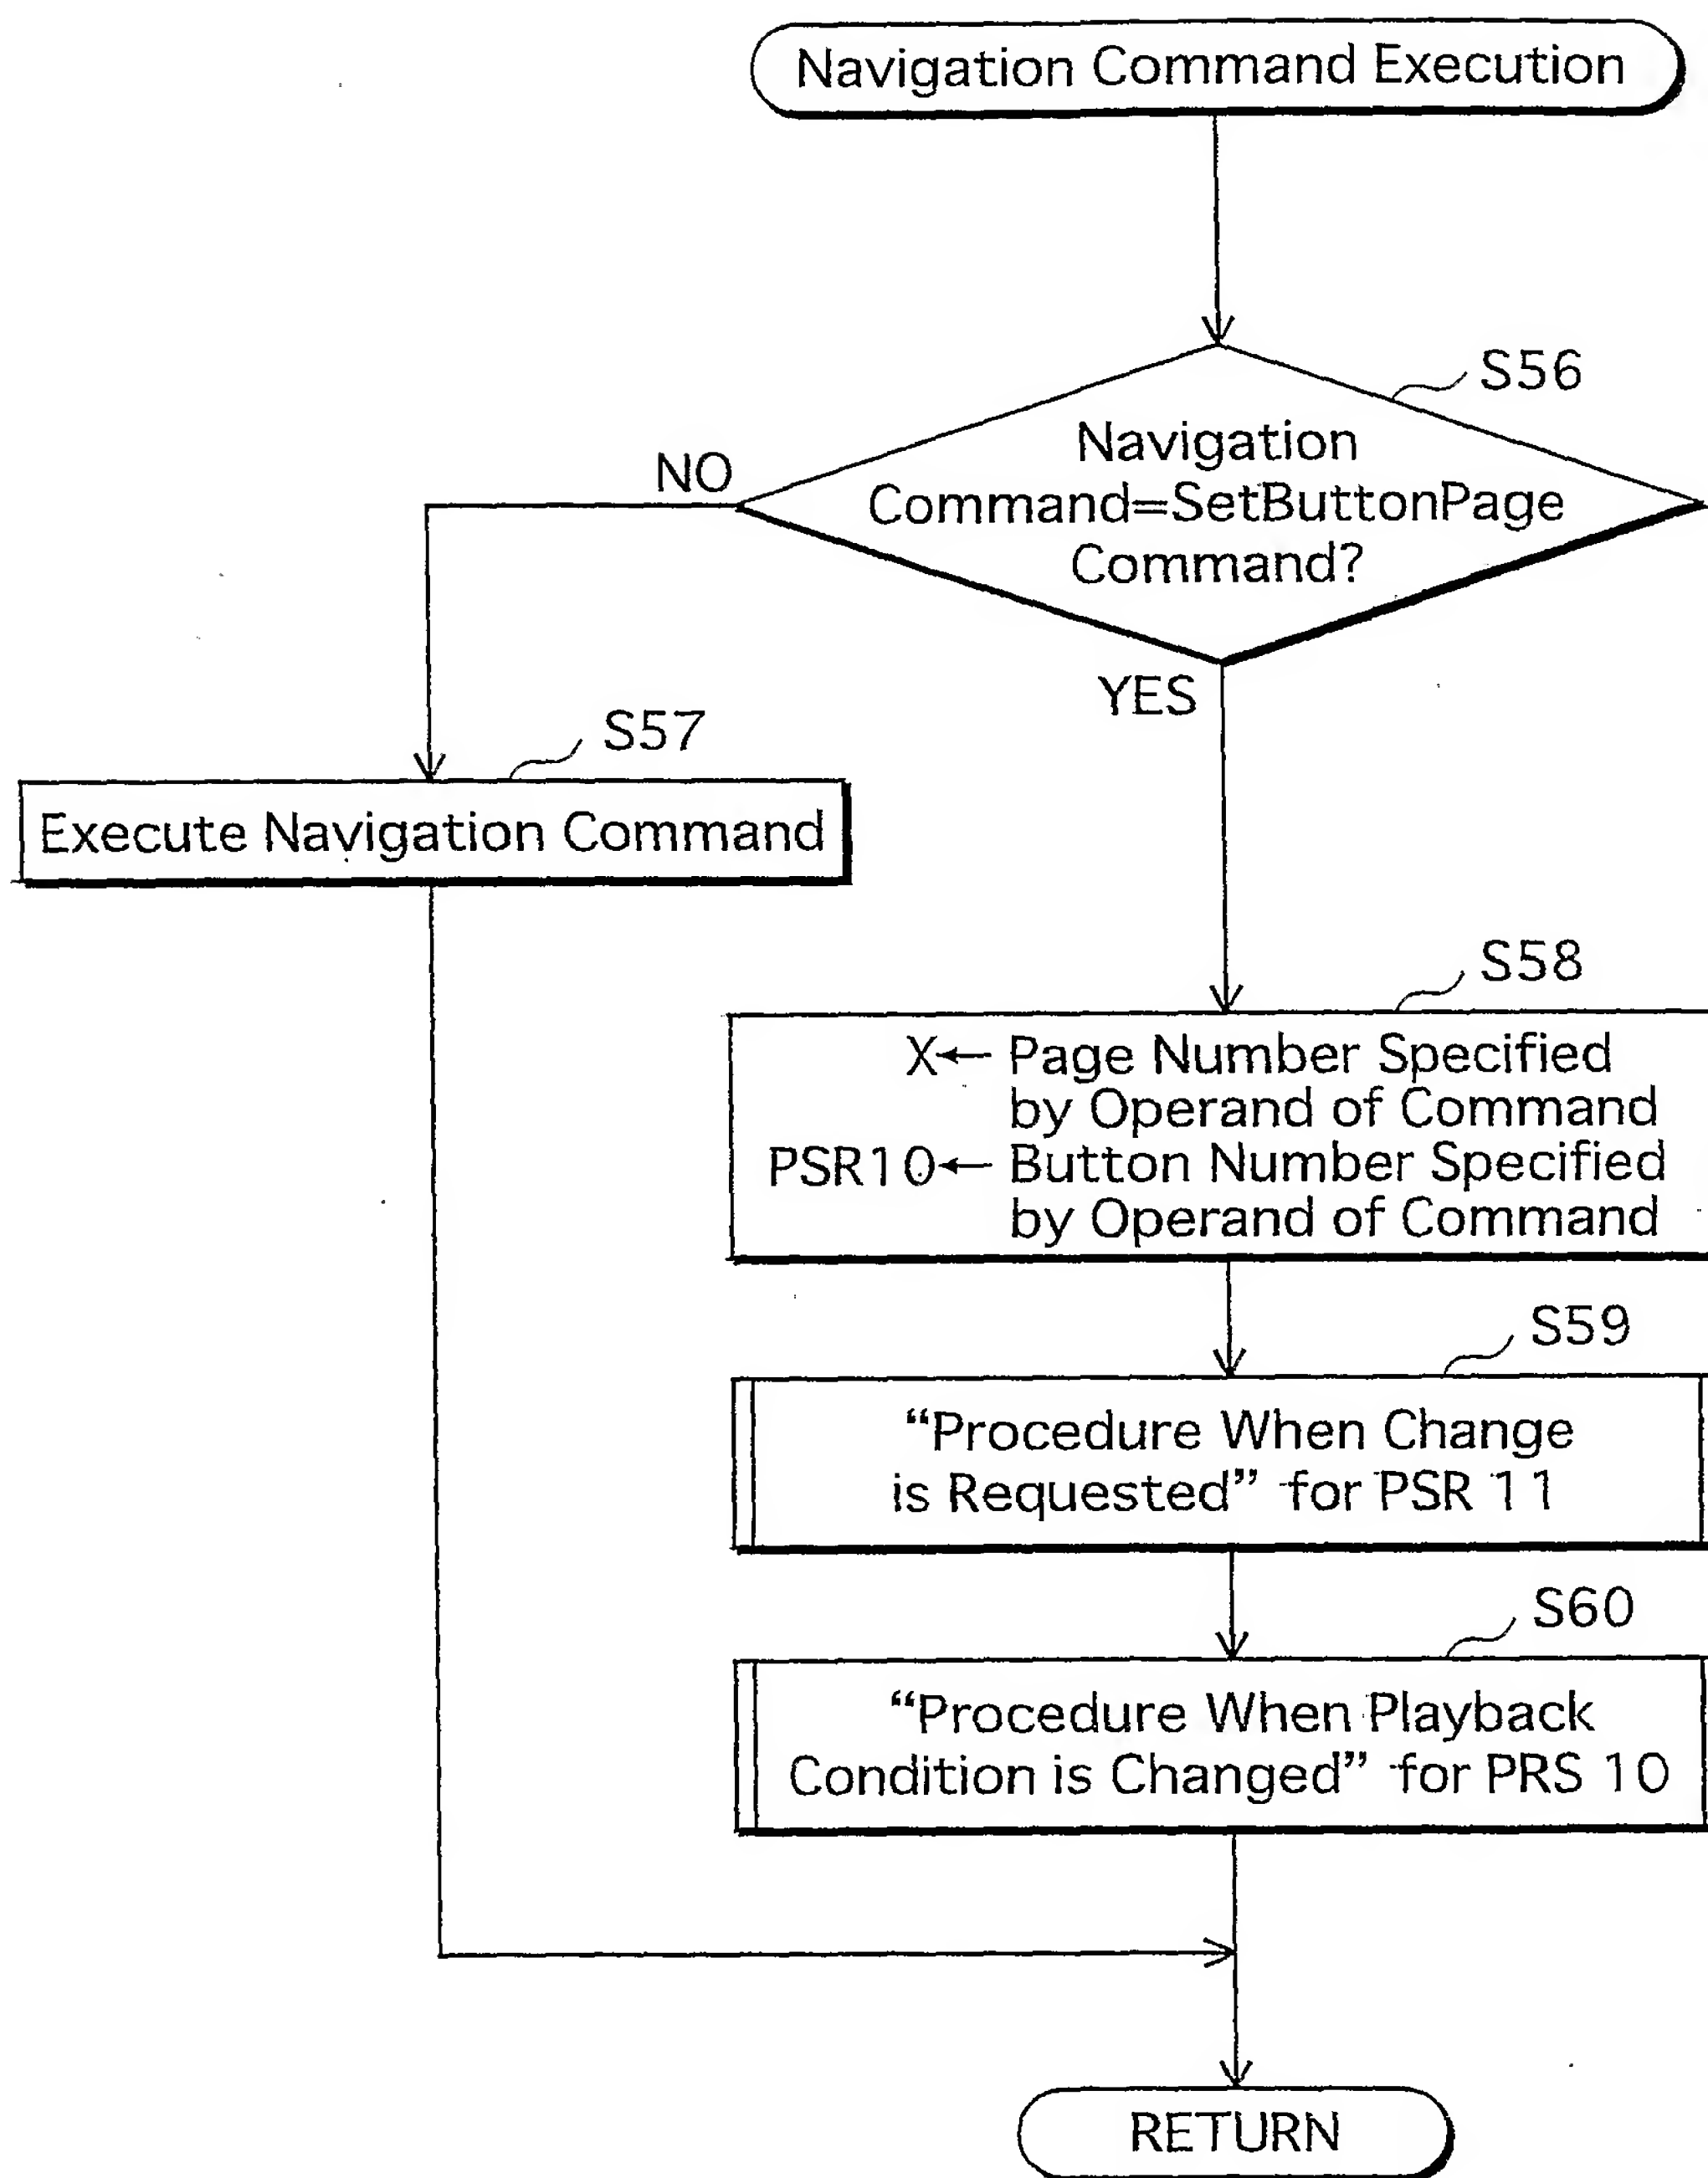 Navigation Command Execution
S56
Navigation
Command=SetButtonPage
Command?
NO
YES
S57
Execute Navigation Command
S58
X← Page Number Specified
by Operand of Command
PSR10← Button Number Specified
by Operand of Command
S59
“Procedure When Change
is Requested” for PSR 11
S60
“Procedure When Playback
Condition is Changed” for PRS 10
RETURN